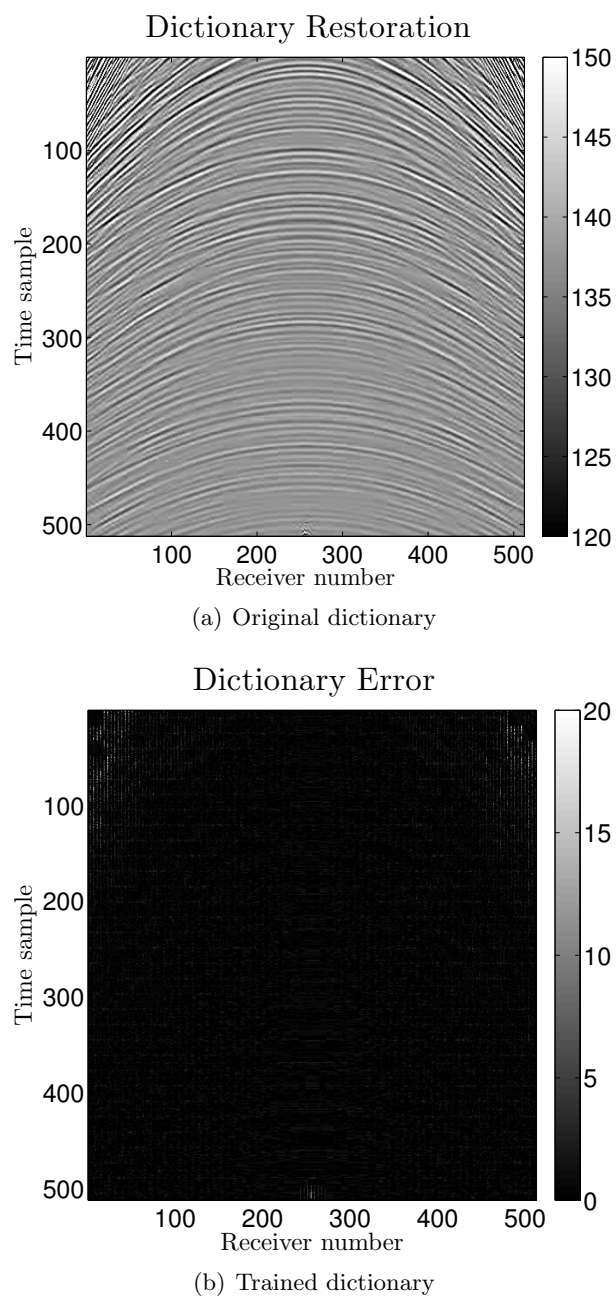 Dictionary Restoration
150
145
140
135
130
125
120
100
200
300
400
500
Time sample
100 200 300 400 500
Receiver number
(a) Original dictionary
Dictionary Error
20
15
10
5
0
100
200
300
400
500
Time sample
100 200 300 400 500
Receiver number
(b) Trained dictionary